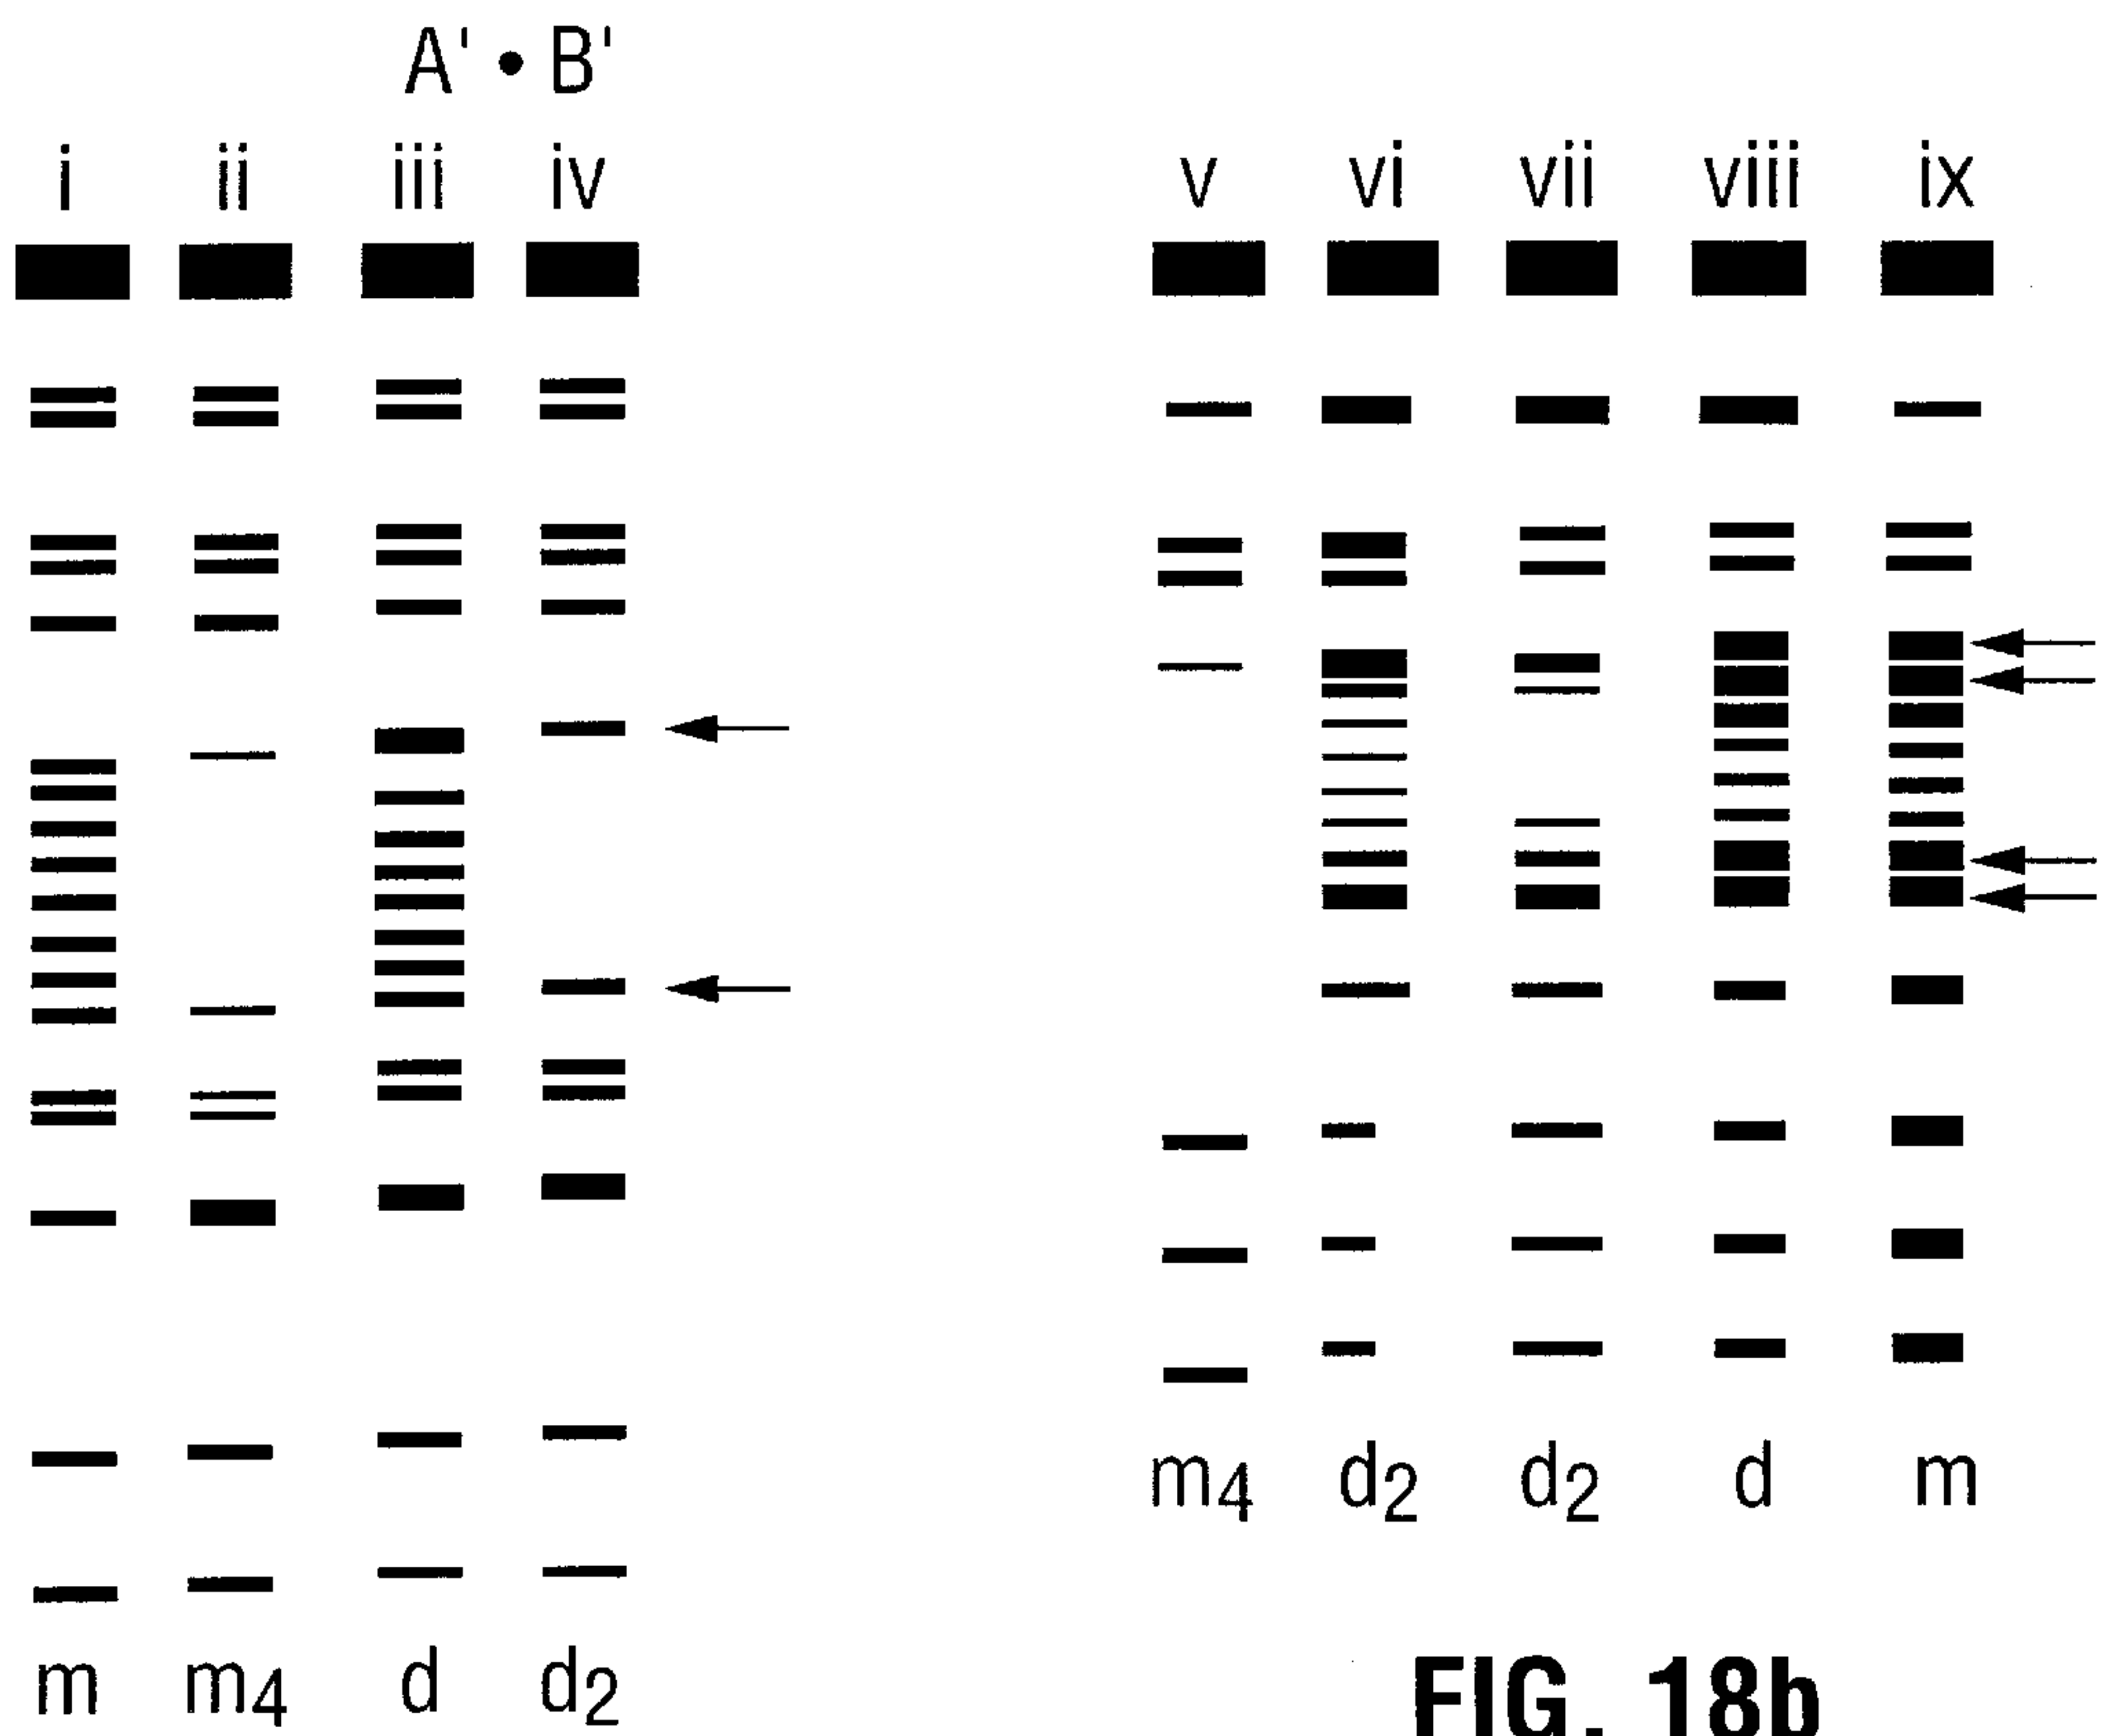 A' • B'
i ii iii iv v vi vii viii ix
m₄ d₂ d₂ d m
m m₄ d d₂
FIG. 18b